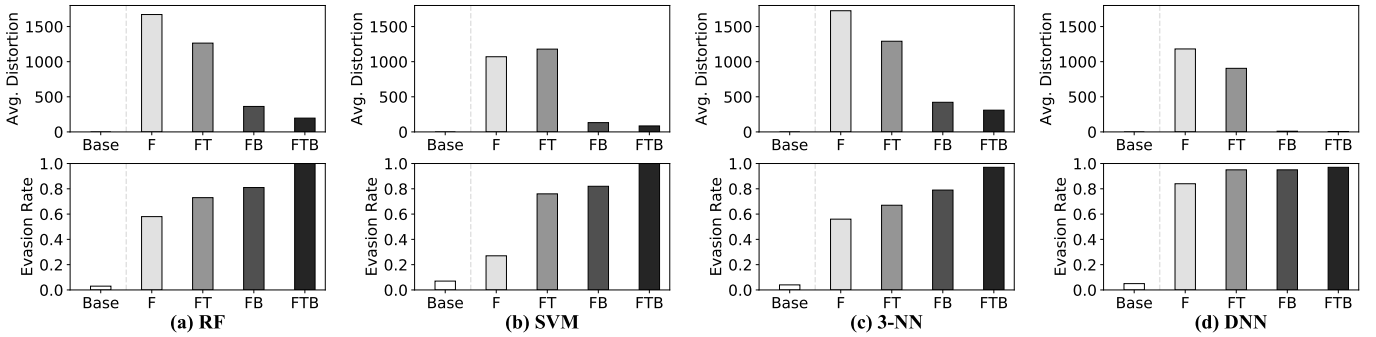 Avg. Distortion
1500
1000
500
0
Base F FT FB FTB
Evasion Rate
1.0
0.8
0.6
0.4
0.2
0.0
Base F FT FB FTB
(a) RF
Avg. Distortion
1500
1000
500
0
Base F FT FB FTB
Evasion Rate
1.0
0.8
0.6
0.4
0.2
0.0
Base F FT FB FTB
(b) SVM
Avg. Distortion
1500
1000
500
0
Base F FT FB FTB
Evasion Rate
1.0
0.8
0.6
0.4
0.2
0.0
Base F FT FB FTB
(c) 3-NN
Avg. Distortion
1500
1000
500
0
Base F FT FB FTB
Evasion Rate
1.0
0.8
0.6
0.4
0.2
0.0
Base F FT FB FTB
(d) DNN